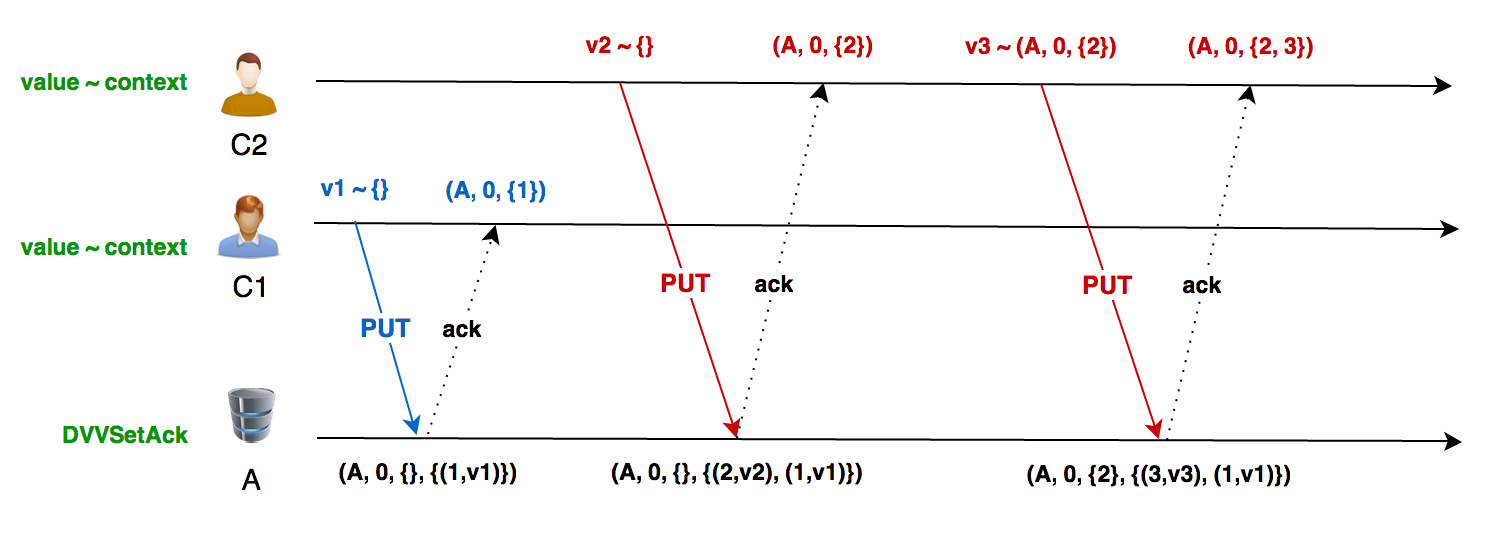 v2 ~ {} (A, 0, {2}) v3 ~ (A, 0, {2}) (A, 0, {2, 3})
value ~ context
C2
v1 ~ {} (A, 0, {1})
value ~ context
C1
PUT ack PUT ack
PUT ack
DVVSetAck
A
(A, 0, {}, {(1,v1)}) (A, 0, {}, {(2,v2), (1,v1)}) (A, 0, {2}, {(3,v3), (1,v1)})